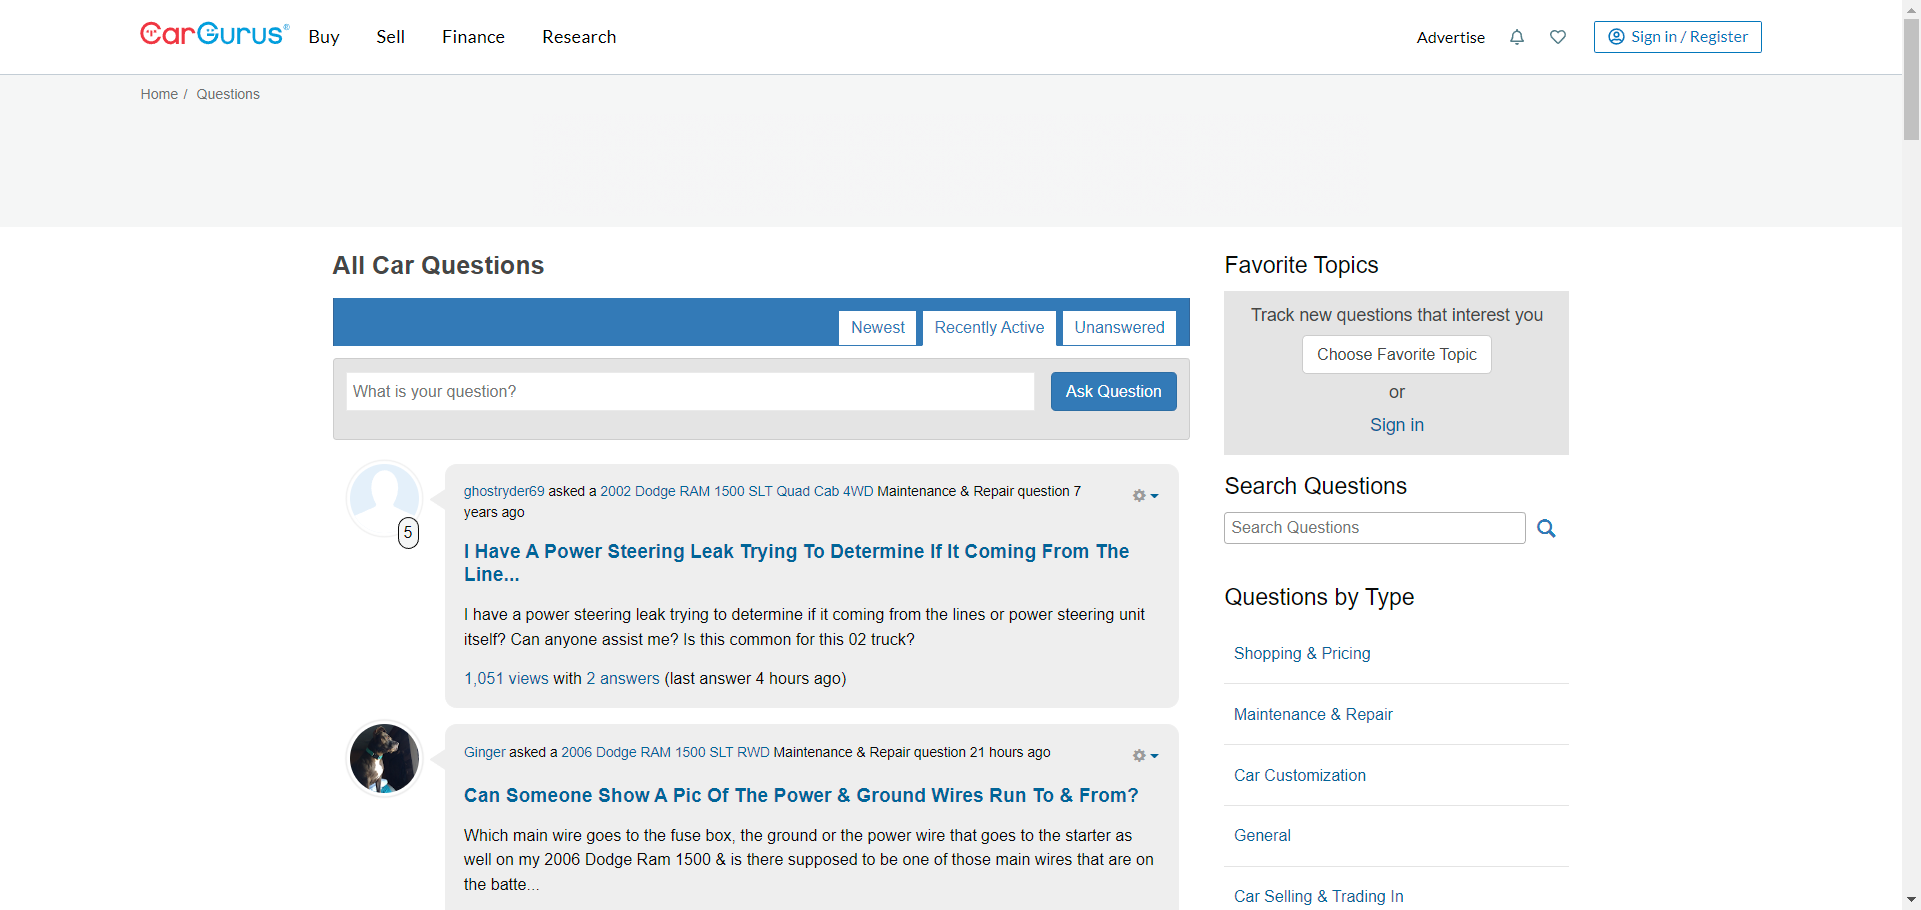 CarGurus®
Buy
Sell
Finance
Research
Advertise
Sign in / Register
Home / Questions
All Car Questions
Newest
Recently Active
Unanswered
What is your question?
Ask Question
5
ghostryder69 asked a 2002 Dodge RAM 1500 SLT Quad Cab 4WD Maintenance & Repair question 7
years ago
I Have A Power Steering Leak Trying To Determine If It Coming From The
Line...
I have a power steering leak trying to determine if it coming from the lines or power steering unit
itself? Can anyone assist me? Is this common for this 02 truck?
1,051 views with 2 answers (last answer 4 hours ago)
Ginger asked a 2006 Dodge RAM 1500 SLT RWD Maintenance & Repair question 21 hours ago
Can Someone Show A Pic Of The Power & Ground Wires Run To & From?
Which main wire goes to the fuse box, the ground or the power wire that goes to the starter as
well on my 2006 Dodge Ram 1500 & is there supposed to be one of those main wires that are on
the batte...
Favorite Topics
Track new questions that interest you
Choose Favorite Topic
or
Sign in
Search Questions
Search Questions
Questions by Type
Shopping & Pricing
Maintenance & Repair
Car Customization
General
Car Selling & Trading In